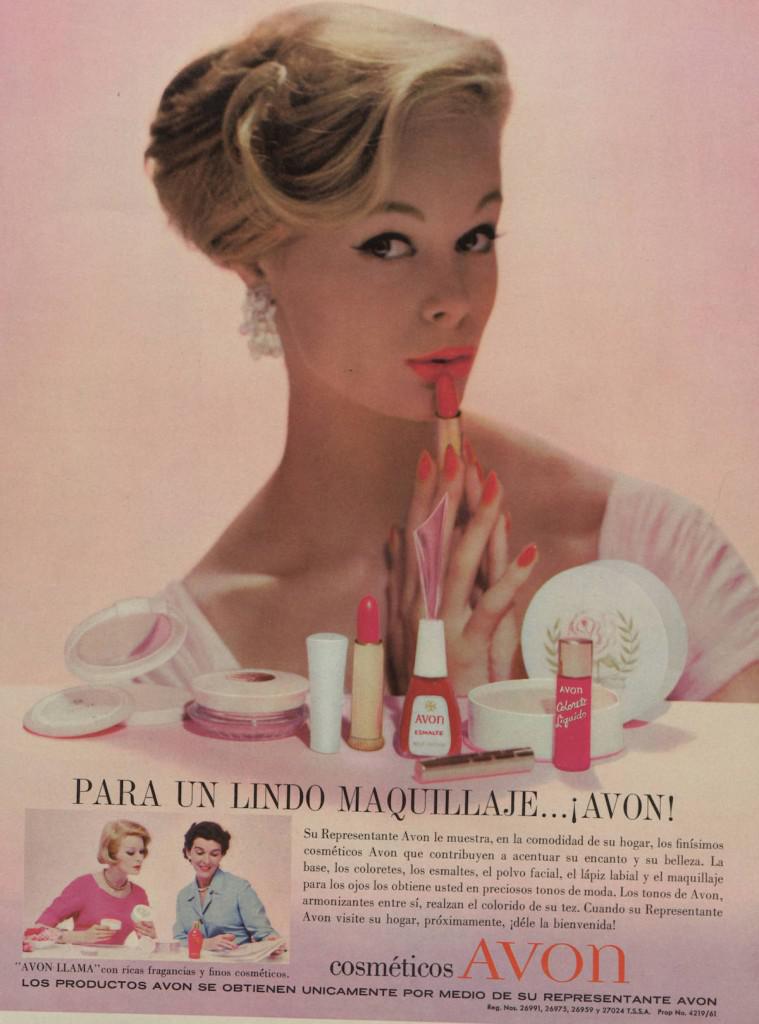 AVON
ESMALTE
AVON
Colorete
Líquido
PARA UN LINDO MAQUILLAJE...¡AVON!
Su Representante Avon le muestra, en la comodidad de su hogar, los finísimos
cosméticos Avon que contribuyen a acentuar su encanto y su belleza. La
base, los coloretes, los esmaltes, el polvo facial, el lápiz labial y el maquillaje
para los ojos los obtiene usted en preciosos tonos de moda. Los tonos de Avon,
armonizantes entre sí, realzan el colorido de su tez. Cuando su Representante
Avon visite su hogar, próximamente, ¡déle la bienvenida!
"AVON LLAMA" con ricas fragancias y finos cosméticos.
cosméticos AVON
LOS PRODUCTOS AVON SE OBTIENEN UNICAMENTE POR MEDIO DE SU REPRESENTANTE AVON
Reg. Nos. 26991, 26975, 26959 y 27024 T.S.S.A. Prop No. 4219/61